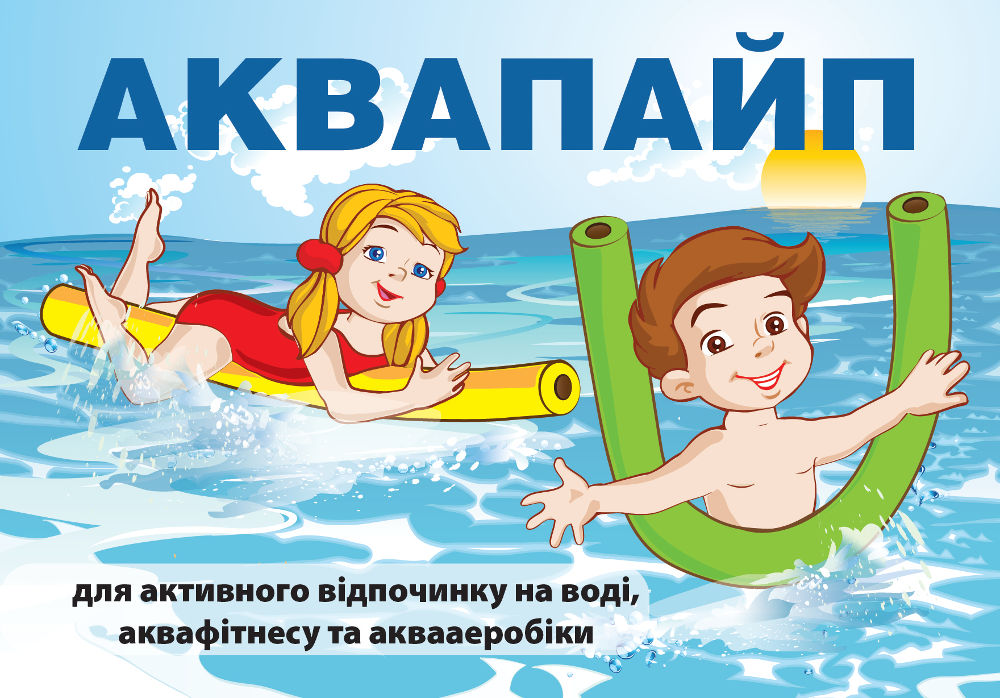 АКВАПАЙП
для активного відпочинку на воді,
аквафітнесу та аквааеробіки